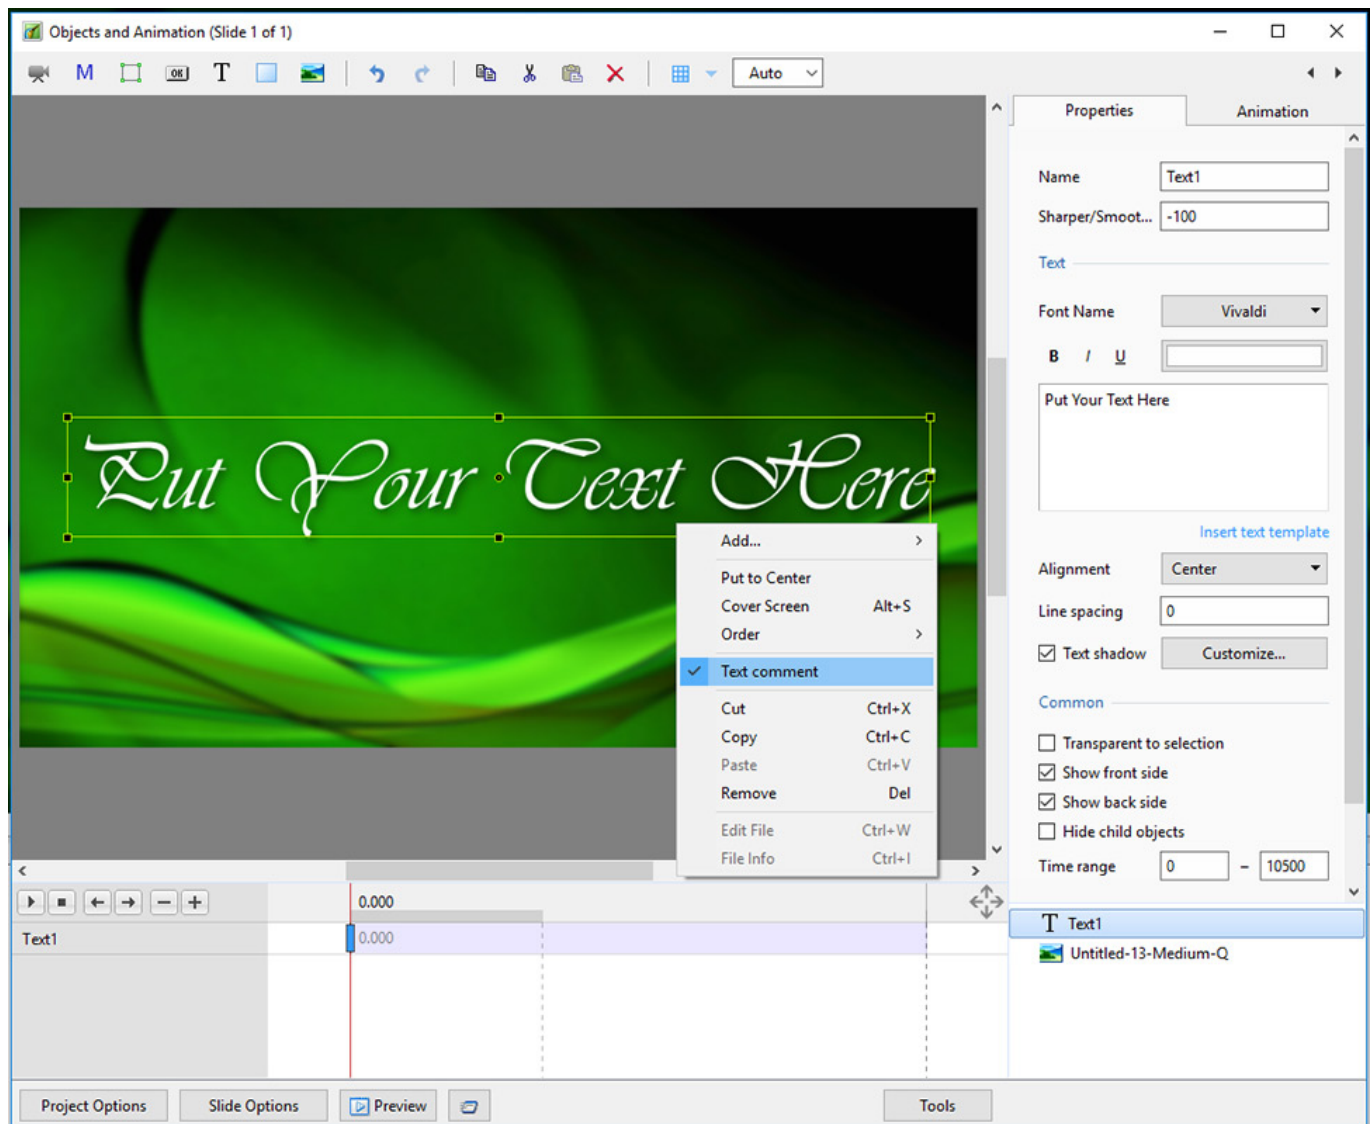 Objects and Animation (Slide 1 of 1)
M OK T Auto
Properties Animation
Name Text1
Sharper/Smoot... -100
Text
Font Name Vivaldi
B I U
Put Your Text Here
Insert text template
Alignment Center
Line spacing 0
Text shadow Customize...
Common
Transparent to selection
Show front side
Show back side
Hide child objects
Time range 0 – 10500
Put Your Text Here
Add...
Put to Center
Cover Screen Alt+S
Order
Text comment
Cut Ctrl+X
Copy Ctrl+C
Paste Ctrl+V
Remove Del
Edit File Ctrl+W
File Info Ctrl+I
0.000
Text1 0.000
T Text1
Untitled-13-Medium-Q
Project Options Slide Options Preview Tools